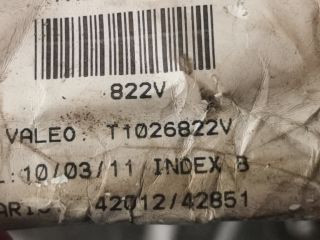 822V
VALEO T1026822V
:10/03/11 INDEX B
42012/42851